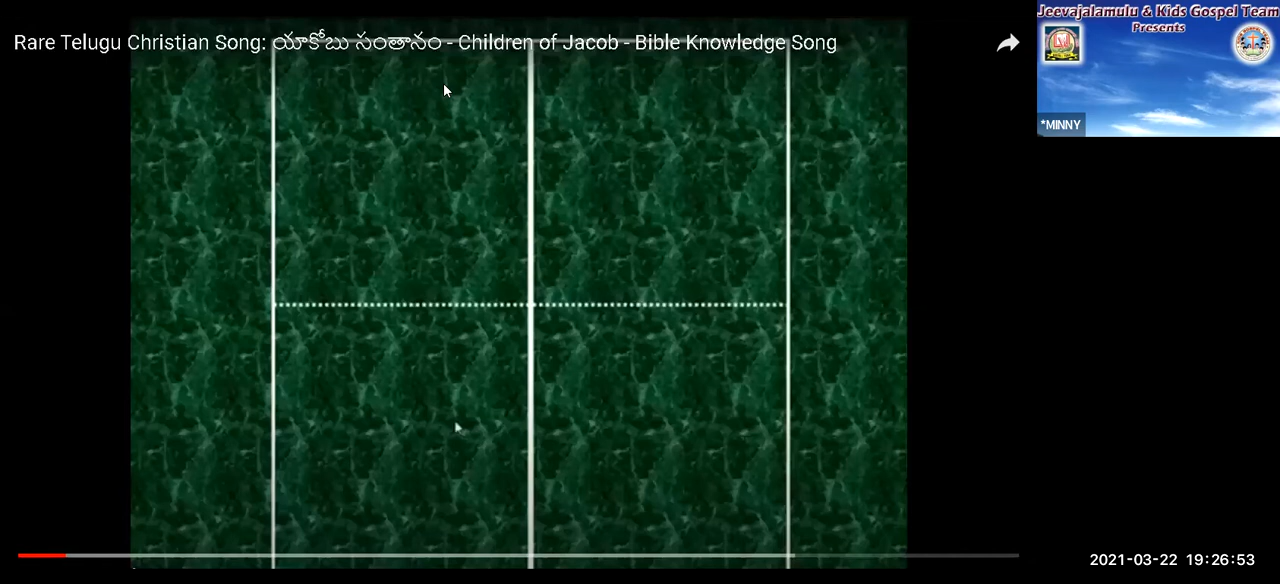 Rare Telugu Christian Song: యాకోబు సంతానం - Children of Jacob - Bible Knowledge Song
Jeevajalamulu & Kids Gospel Team
Presents
*MINNY
2021-03-22 19:26:53